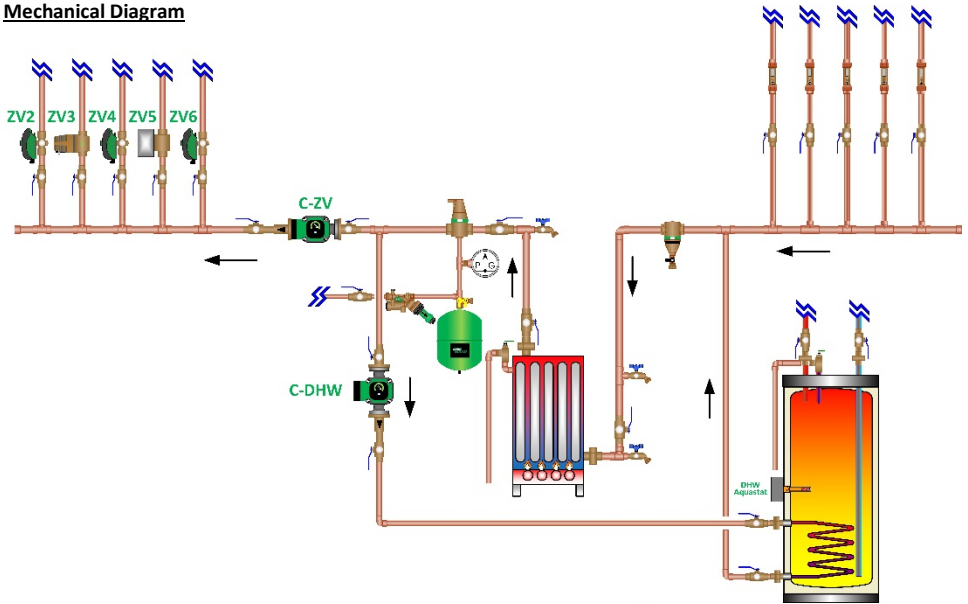 Mechanical Diagram
ZV2 ZV3 ZV4 ZV5 ZV6
C-ZV
A
P G
C-DHW
DHW
Aquastat